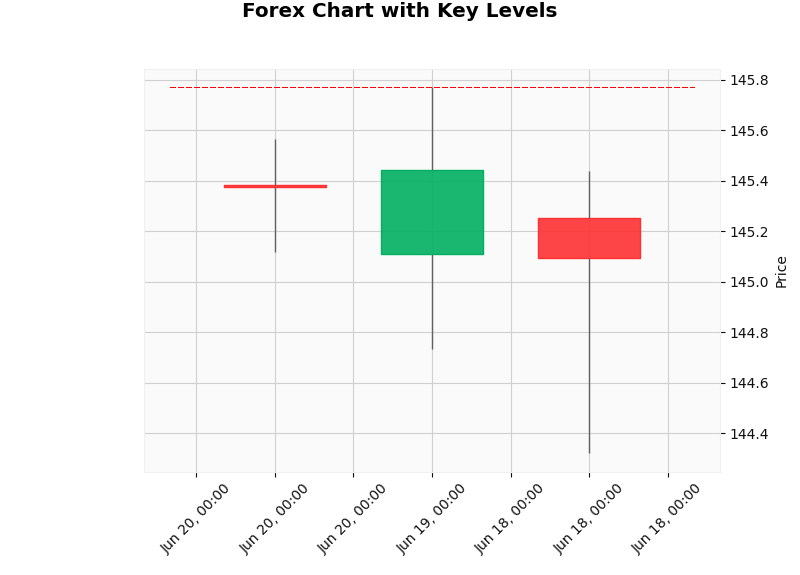 Forex Chart with Key Levels
145.8
145.6
145.4
145.2
145.0
144.8
144.6
144.4
Price
Jun 20, 00:00
Jun 20, 00:00
Jun 20, 00:00
Jun 19, 00:00
Jun 18, 00:00
Jun 18, 00:00
Jun 18, 00:00